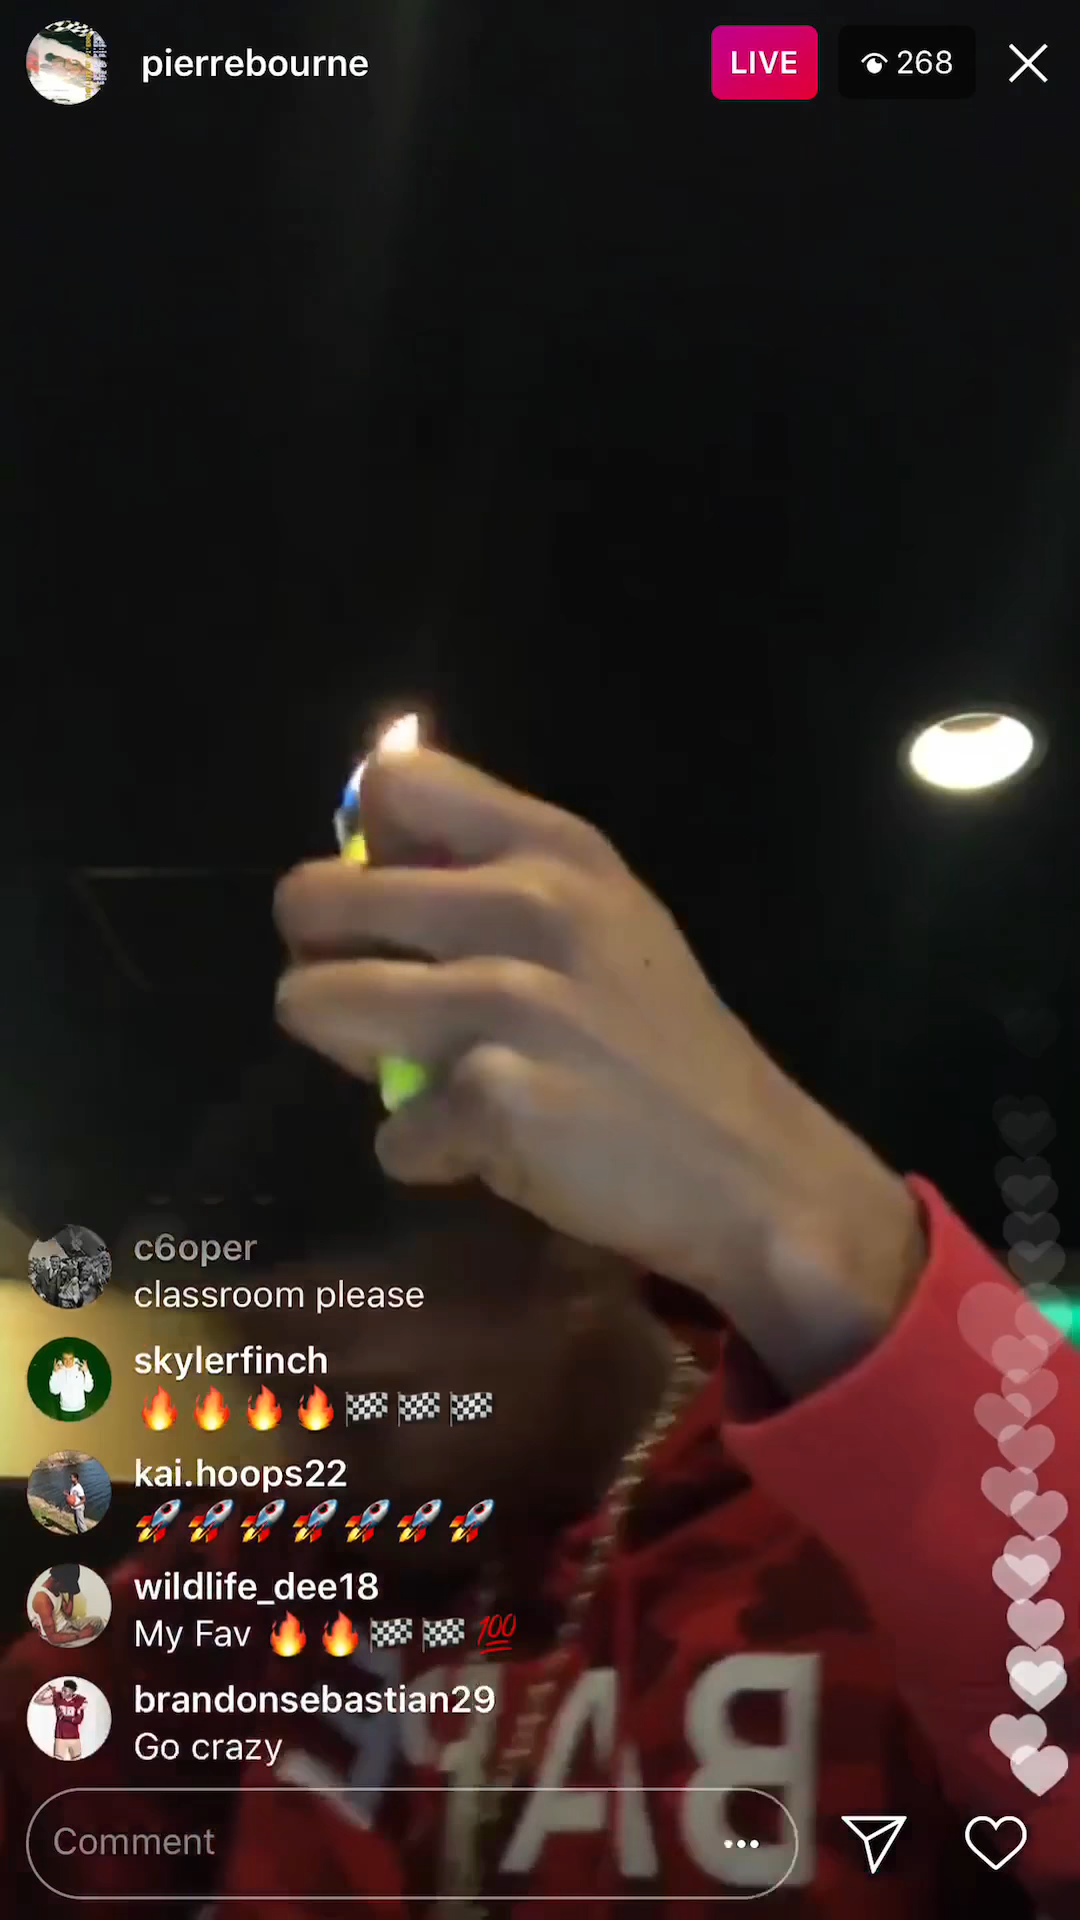 pierrebourne
LIVE
268
c6oper
classroom please
skylerfinch
🔥🔥🔥🔥🏁🏁🏁
kai.hoops22
🚀🚀🚀🚀🚀🚀🚀
wildlife_dee18
My Fav 🔥🔥🏁🏁💯
brandonsebastian29
Go crazy
BAPE
Comment